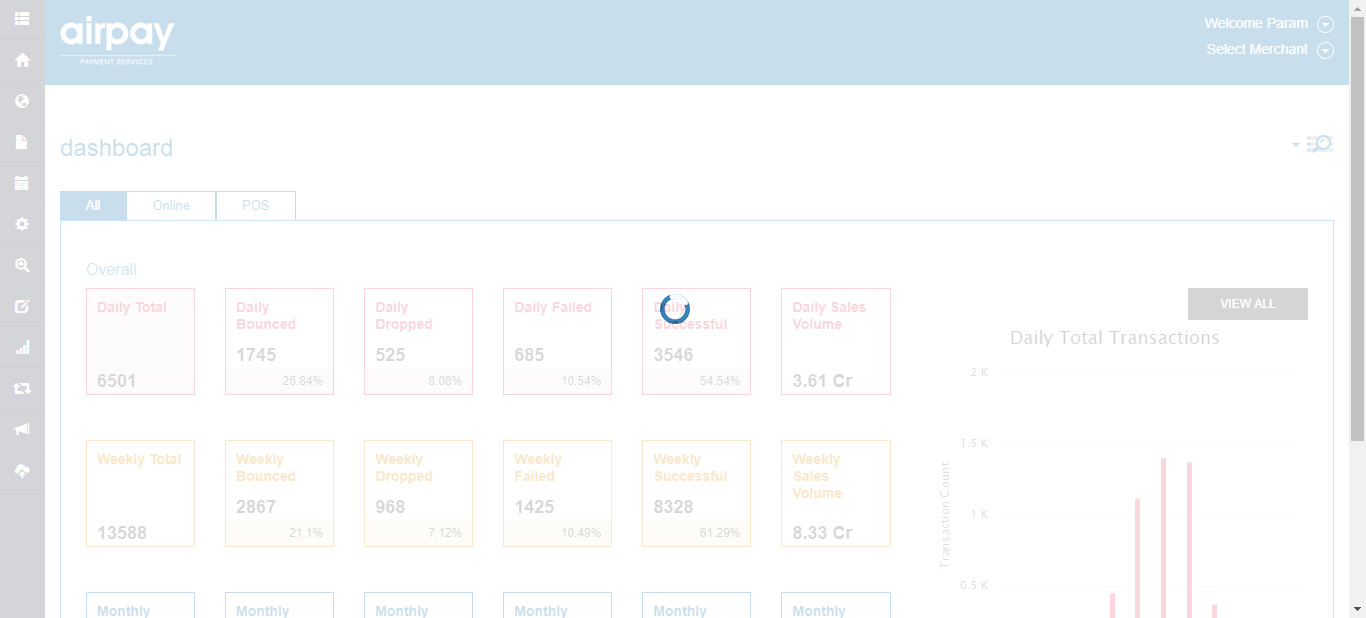 airpay
PAYMENT SERVICES
Welcome Param
Select Merchant
dashboard
All
Online
POS
Overall
Daily Total
6501
Daily
Bounced
1745
26.84%
Daily
Dropped
525
8.08%
Daily Failed
685
10.54%
Daily
Successful
3546
54.54%
Daily Sales
Volume
3.61 Cr
VIEW ALL
Daily Total Transactions
2 K
1.5 K
1 K
0.5 K
Transaction Count
Weekly Total
13588
Weekly
Bounced
2867
21.1%
Weekly
Dropped
968
7.12%
Weekly
Failed
1425
10.49%
Weekly
Successful
8328
61.29%
Weekly
Sales
Volume
8.33 Cr
Monthly
Monthly
Monthly
Monthly
Monthly
Monthly